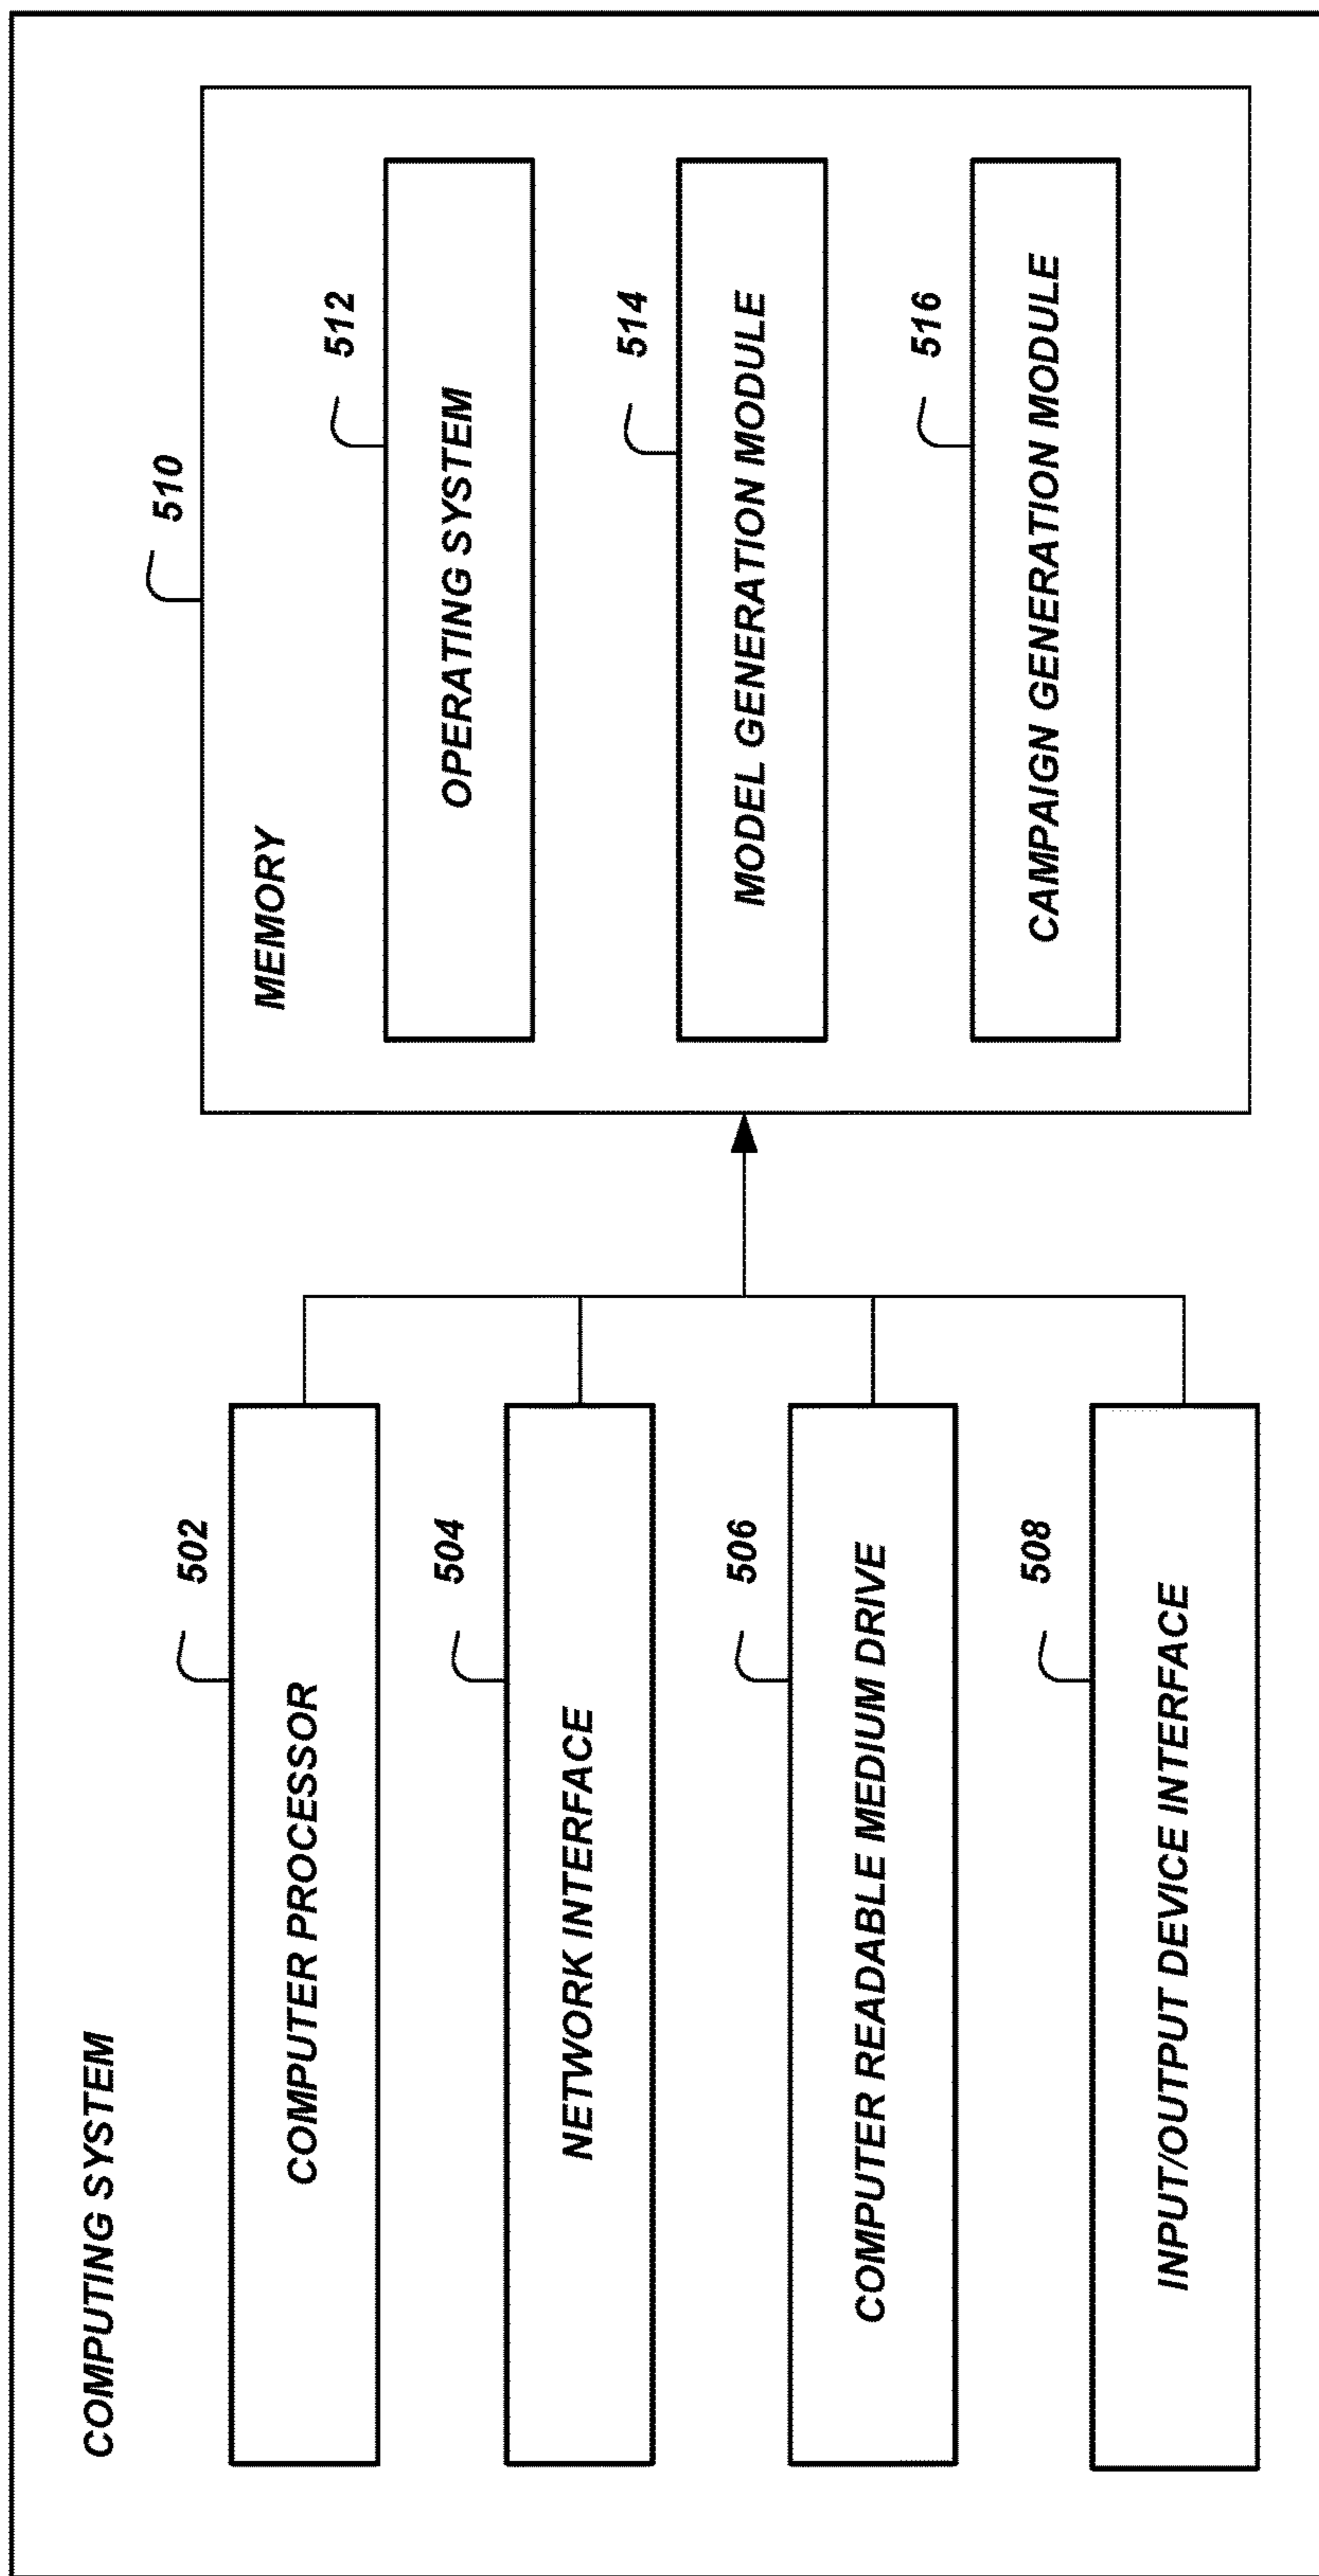 COMPUTING SYSTEM
502
COMPUTER PROCESSOR
504
NETWORK INTERFACE
506
COMPUTER READABLE MEDIUM DRIVE
508
INPUT/OUTPUT DEVICE INTERFACE
510
MEMORY
512
OPERATING SYSTEM
514
MODEL GENERATION MODULE
516
CAMPAIGN GENERATION MODULE